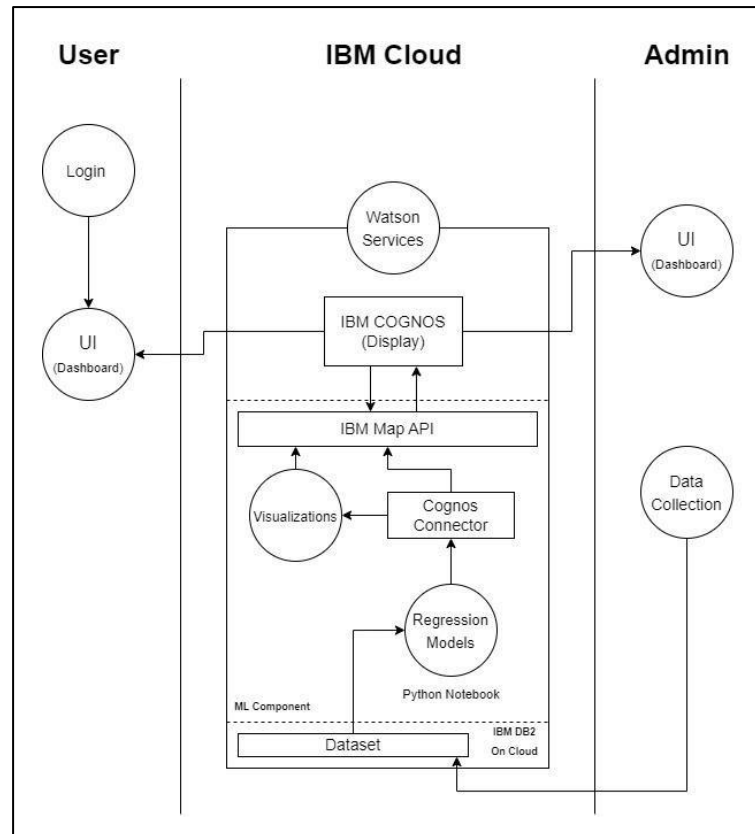 User
IBM Cloud
Admin
Login
Watson
Services
UI
(Dashboard)
IBM COGNOS
(Display)
UI
(Dashboard)
IBM Map API
Visualizations
Cognos
Connector
Data
Collection
Regression
Models
Python Notebook
ML Component
IBM DB2
On Cloud
Dataset